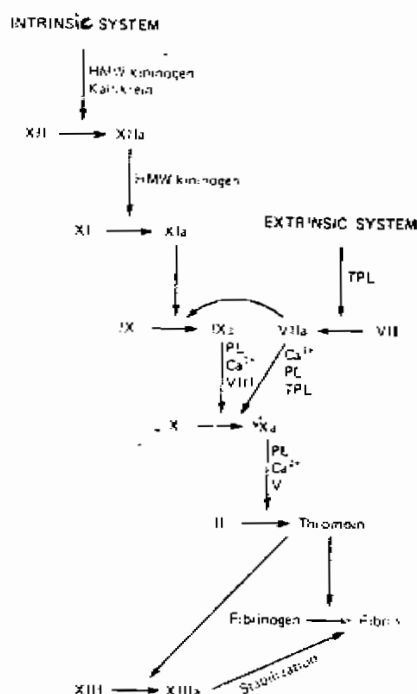 INTRINSIC SYSTEM
HMW kininogen
Kallikrein
XII XIIa
HMW kininogen
XI XIa
EXTRINSIC SYSTEM
TPL
IX IXa VIIa VII
PL
Ca2+
VIII
Ca2+
PL
TPL
X Xa
PL
Ca2+
V
II Thrombin
Fibrinogen Fibrin
Stabilization
XIII XIIIa